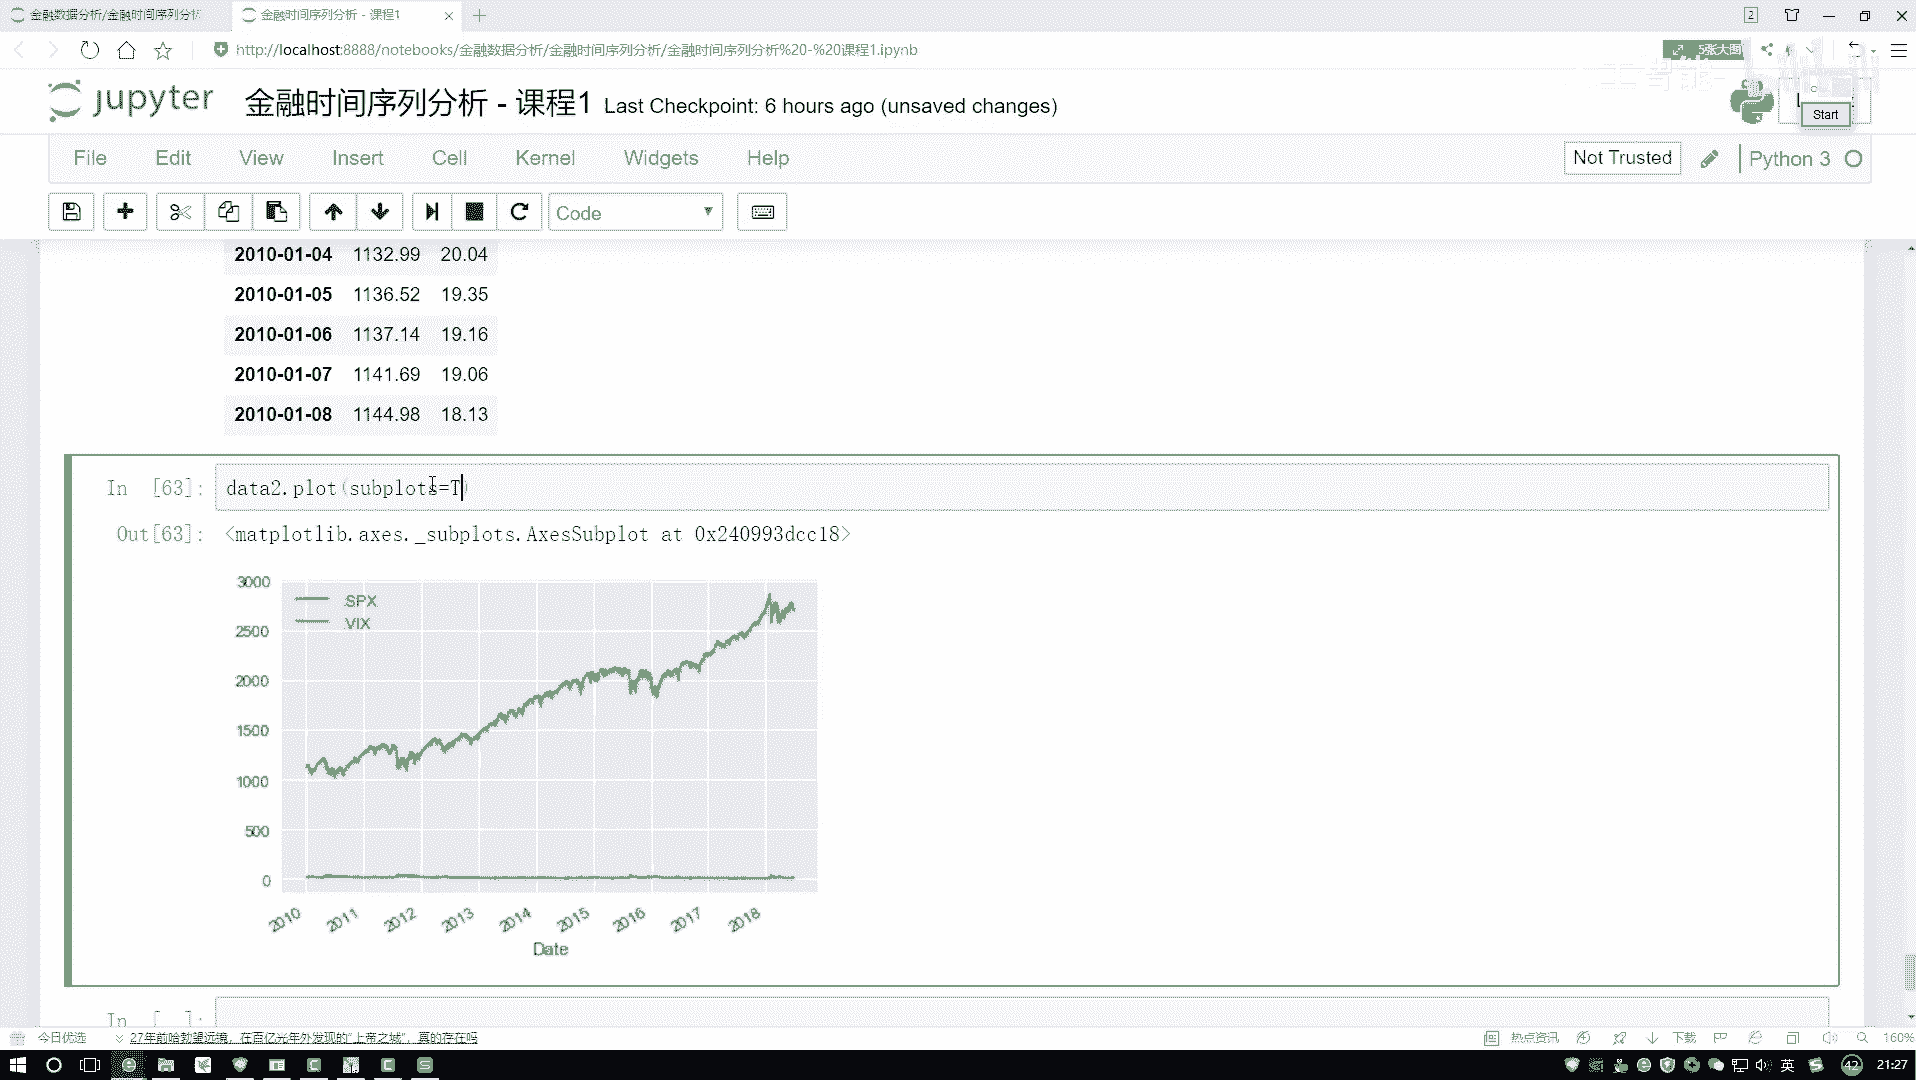 金融数据分析/金融时间序列分析
金融时间序列分析 - 课程1
2
http://localhost:8888/notebooks/金融数据分析/金融时间序列分析/金融时间序列分析%20-%20课程1.ipynb
5张大图
jupyter 金融时间序列分析 - 课程1 Last Checkpoint: 6 hours ago (unsaved changes)
Start
File Edit View Insert Cell Kernel Widgets Help
Not Trusted
Python 3
Code
2010-01-04 1132.99 20.04
2010-01-05 1136.52 19.35
2010-01-06 1137.14 19.16
2010-01-07 1141.69 19.06
2010-01-08 1144.98 18.13
In [63]: data2.plot(subplots=T)
Out[63]: <matplotlib.axes._subplots.AxesSubplot at 0x240993dcc18>
3000
2500
2000
1500
1000
500
0
SPX
VIX
2010 2011 2012 2013 2014 2015 2016 2017 2018
Date
In [ ]:
今日优选
27年前哈勃望远镜，在百亿光年外发现的"上帝之城"，真的存在吗
热点资讯
下载
160%
英
42
21:27